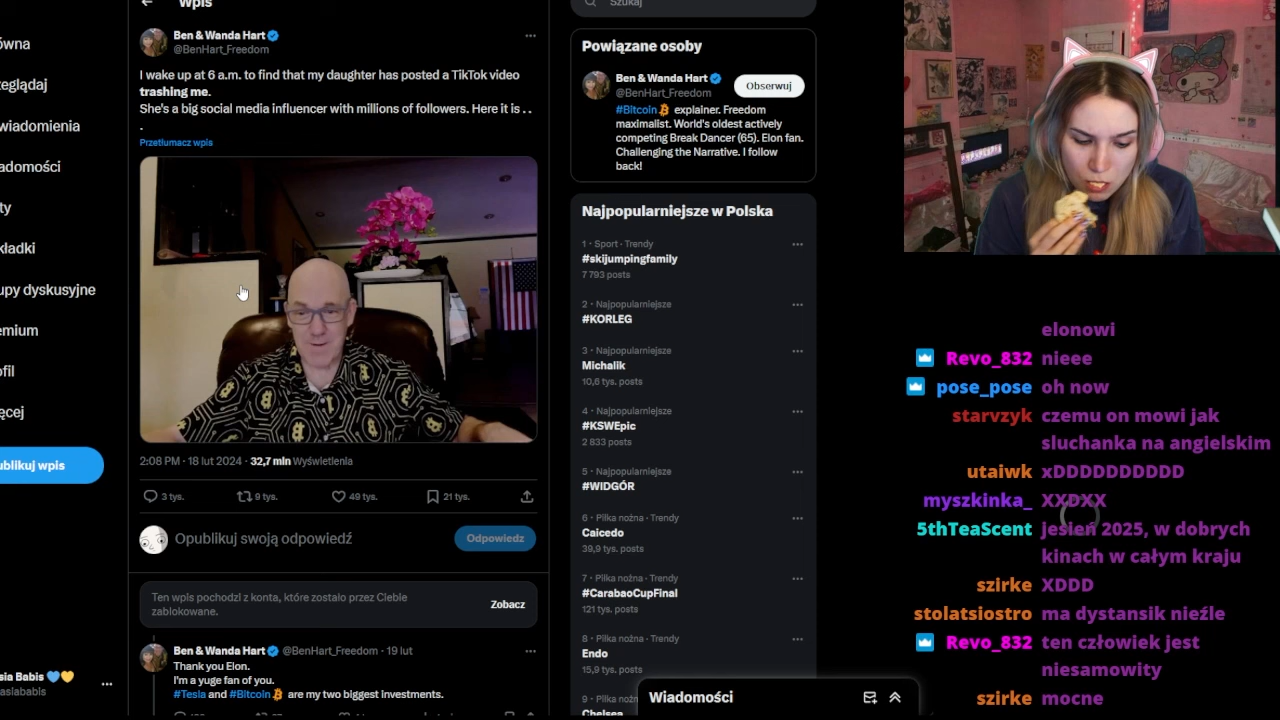 Wpis
Ben & Wanda Hart
@BenHart_Freedom
I wake up at 6 a.m. to find that my daughter has posted a TikTok video
trashing me.
She's a big social media influencer with millions of followers. Here it is . .
.
Przetłumacz wpis
2:08 PM · 18 lut 2024 · 32,7 mln Wyświetlenia
3 tys.
9 tys.
49 tys.
21 tys.
Opublikuj swoją odpowiedź
Odpowiedz
Ten wpis pochodzi z konta, które zostało przez Ciebie
zablokowane.
Zobacz
Ben & Wanda Hart @BenHart_Freedom · 19 lut
Thank you Elon.
I'm a yuge fan of you.
#Tesla and #Bitcoin are my two biggest investments.
ówna
zeglądaj
wiadomienia
adomości
ty
kładki
upy dyskusyjne
emium
ofil
ęcej
ublikuj wpis
sia Babis
asiababis
Szukaj
Powiązane osoby
Ben & Wanda Hart
@BenHart_Freedom
Obserwuj
#Bitcoin explainer. Freedom
maximalist. World's oldest actively
competing Break Dancer (65). Elon fan.
Challenging the Narrative. I follow
back!
Najpopularniejsze w Polska
1 · Sport · Trendy
#skijumpingfamily
7 793 posts
2 · Najpopularniejsze
#KORLEG
3 · Najpopularniejsze
Michalik
10,6 tys. posts
4 · Najpopularniejsze
#KSWEpic
2 833 posts
5 · Najpopularniejsze
#WIDGÓR
6 · Piłka nożna · Trendy
Caicedo
39,9 tys. posts
7 · Piłka nożna · Trendy
#CarabaoCupFinal
121 tys. posts
8 · Piłka nożna · Trendy
Endo
15,9 tys. posts
Chelsea
Wiadomości
elonowi
Revo_832 nieee
pose_pose oh now
starvzyk czemu on mowi jak
sluchanka na angielskim
utaiwk xDDDDDDDDDD
myszkinka_ XXDXX
5thTeaScent jesień 2025, w dobrych
kinach w całym kraju
szirke XDDD
stolatsiostro ma dystansik nieźle
Revo_832 ten człowiek jest
niesamowity
szirke mocne